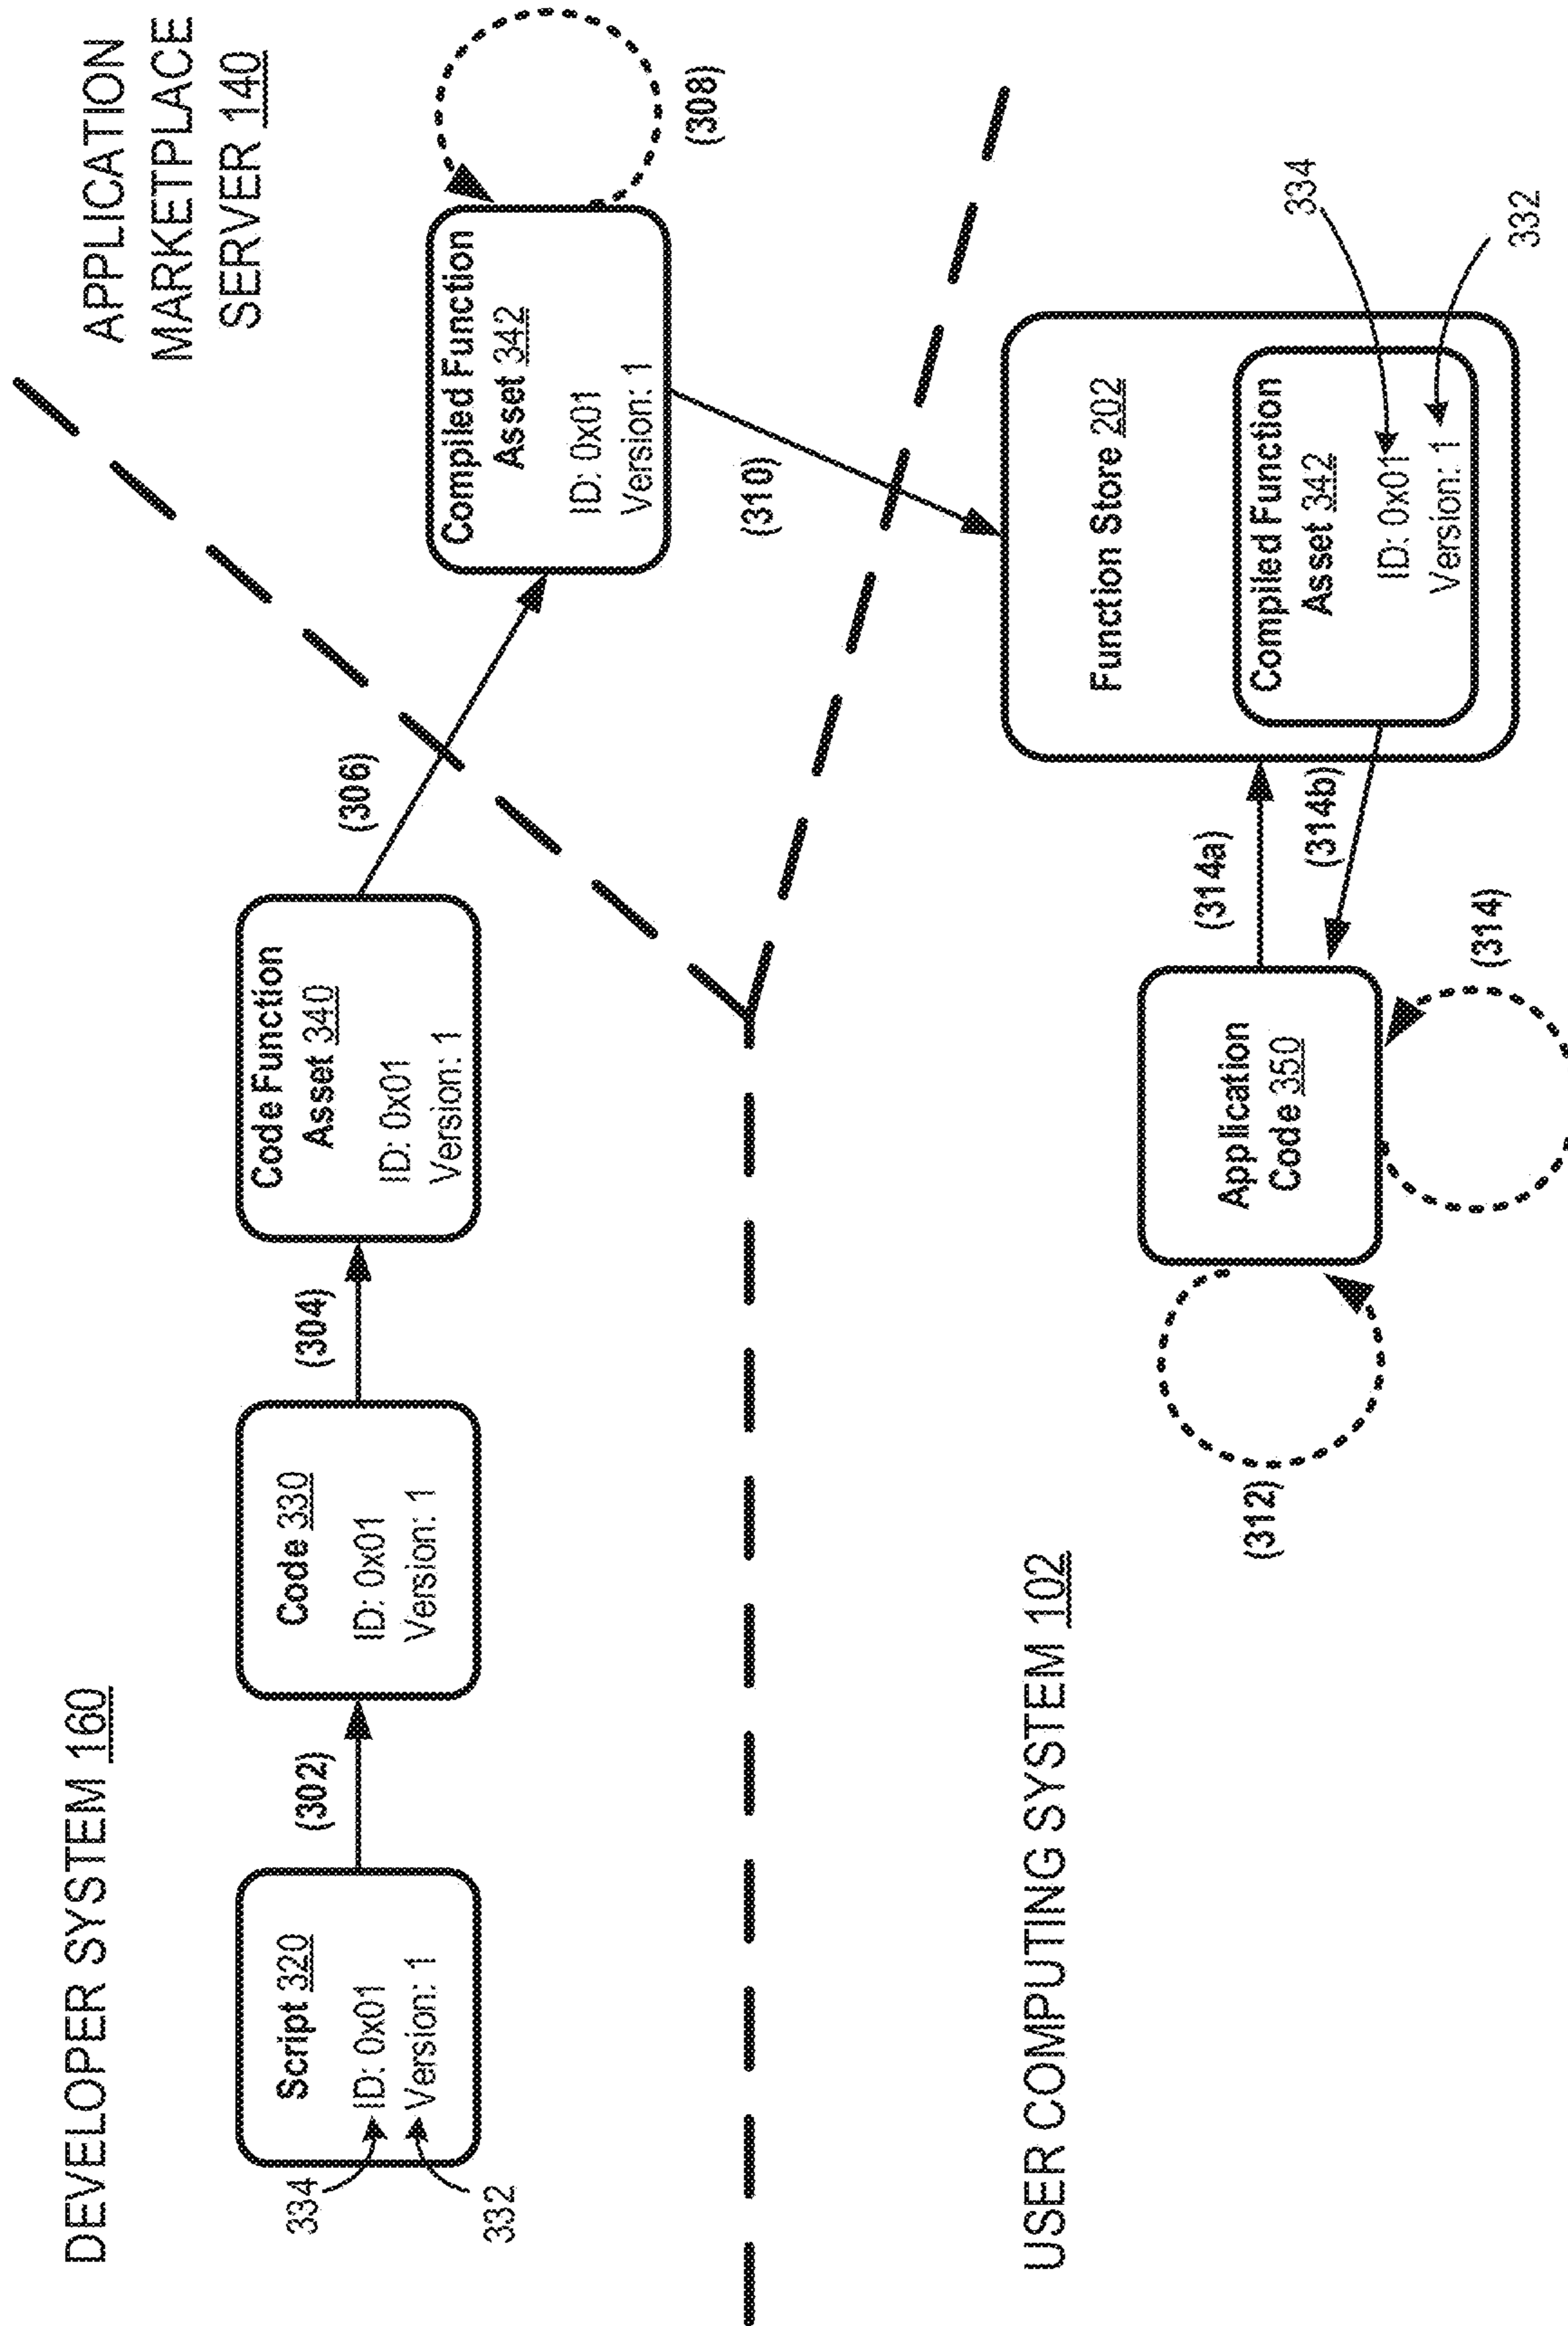 DEVELOPER SYSTEM 160
APPLICATION
MARKETPLACE
SERVER 140
Script 320
ID: 0x01
Version: 1
334
332
(302)
Code 330
ID: 0x01
Version: 1
(304)
Code Function
Asset 340
ID: 0x01
Version: 1
(306)
Compiled Function
Asset 342
ID: 0x01
Version: 1
(308)
(310)
USER COMPUTING SYSTEM 102
(312)
Application
Code 350
(314)
(314a)
(314b)
Function Store 202
Compiled Function
Asset 342
ID: 0x01
Version: 1
334
332